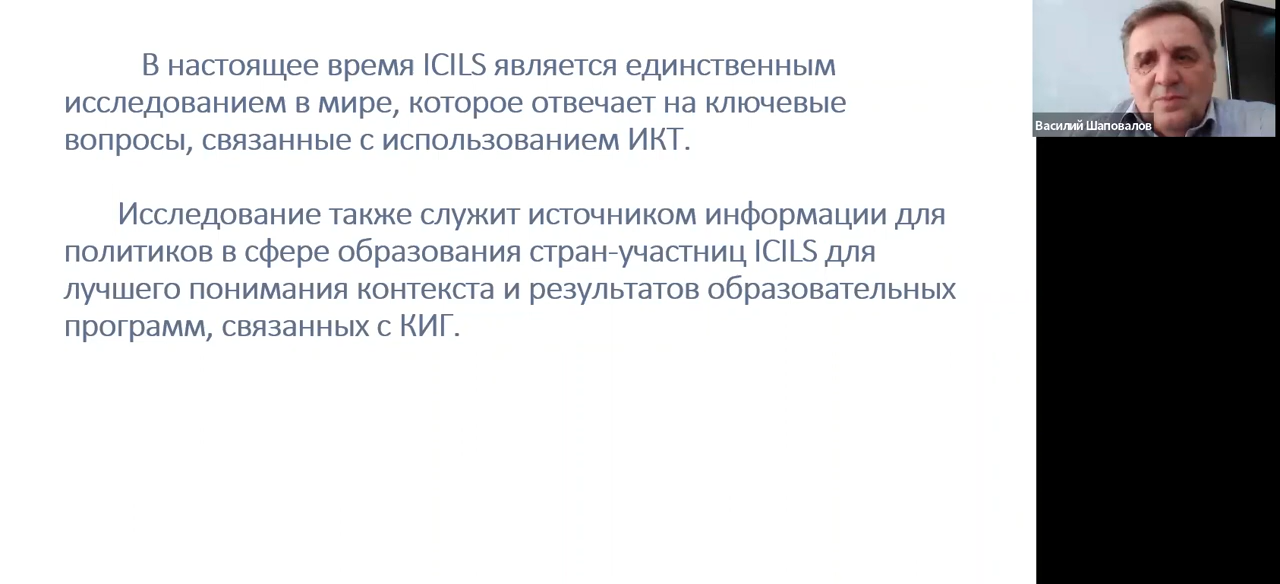 В настоящее время ICILS является единственным
исследованием в мире, которое отвечает на ключевые
вопросы, связанные с использованием ИКТ.
Исследование также служит источником информации для
политиков в сфере образования стран-участниц ICILS для
лучшего понимания контекста и результатов образовательных
программ, связанных с КИГ.
Василий Шаповалов